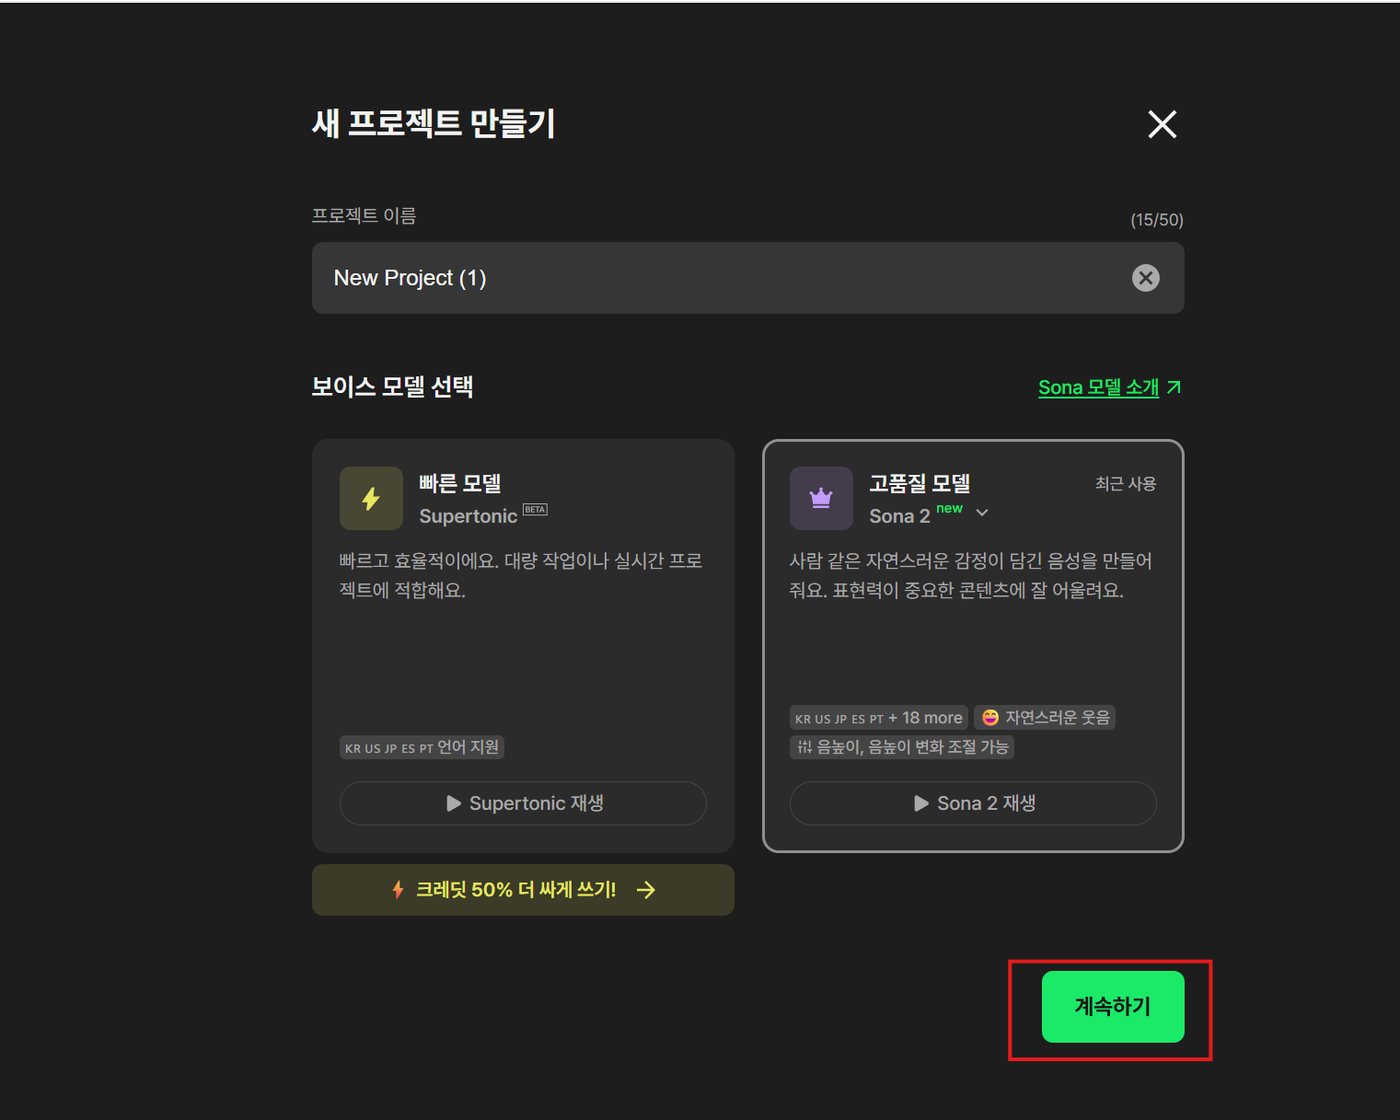 새 프로젝트 만들기
프로젝트 이름
(15/50)
New Project (1)
보이스 모델 선택
Sona 모델 소개
빠른 모델
Supertonic BETA
빠르고 효율적이에요. 대량 작업이나 실시간 프로
젝트에 적합해요.
KR US JP ES PT 언어 지원
Supertonic 재생
크레딧 50% 더 싸게 쓰기!
고품질 모델
최근 사용
Sona 2 new
사람 같은 자연스러운 감정이 담긴 음성을 만들어
줘요. 표현력이 중요한 콘텐츠에 잘 어울려요.
KR US JP ES PT + 18 more
자연스러운 웃음
음높이, 음높이 변화 조절 가능
Sona 2 재생
계속하기